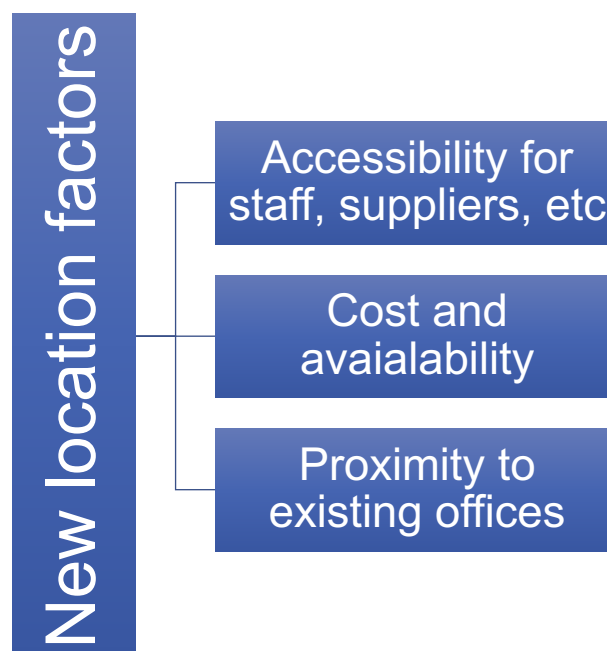 New location factors
Accessibility for
staff, suppliers, etc
Cost and
avaialability
Proximity to
existing offices